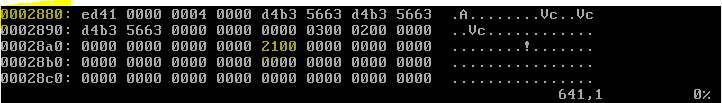 0002880: ed41 0000 0004 0000 d4b3 5663 d4b3 5663  .A........Vc..Vc
0002890: d4b3 5663 0000 0000 0000 0300 0200 0000  ..Vc............
00028a0: 0000 0000 0000 0000 2100 0000 0000 0000  ........!.......
00028b0: 0000 0000 0000 0000 0000 0000 0000 0000  ................
00028c0: 0000 0000 0000 0000 0000 0000 0000 0000  ................
641,1 0%